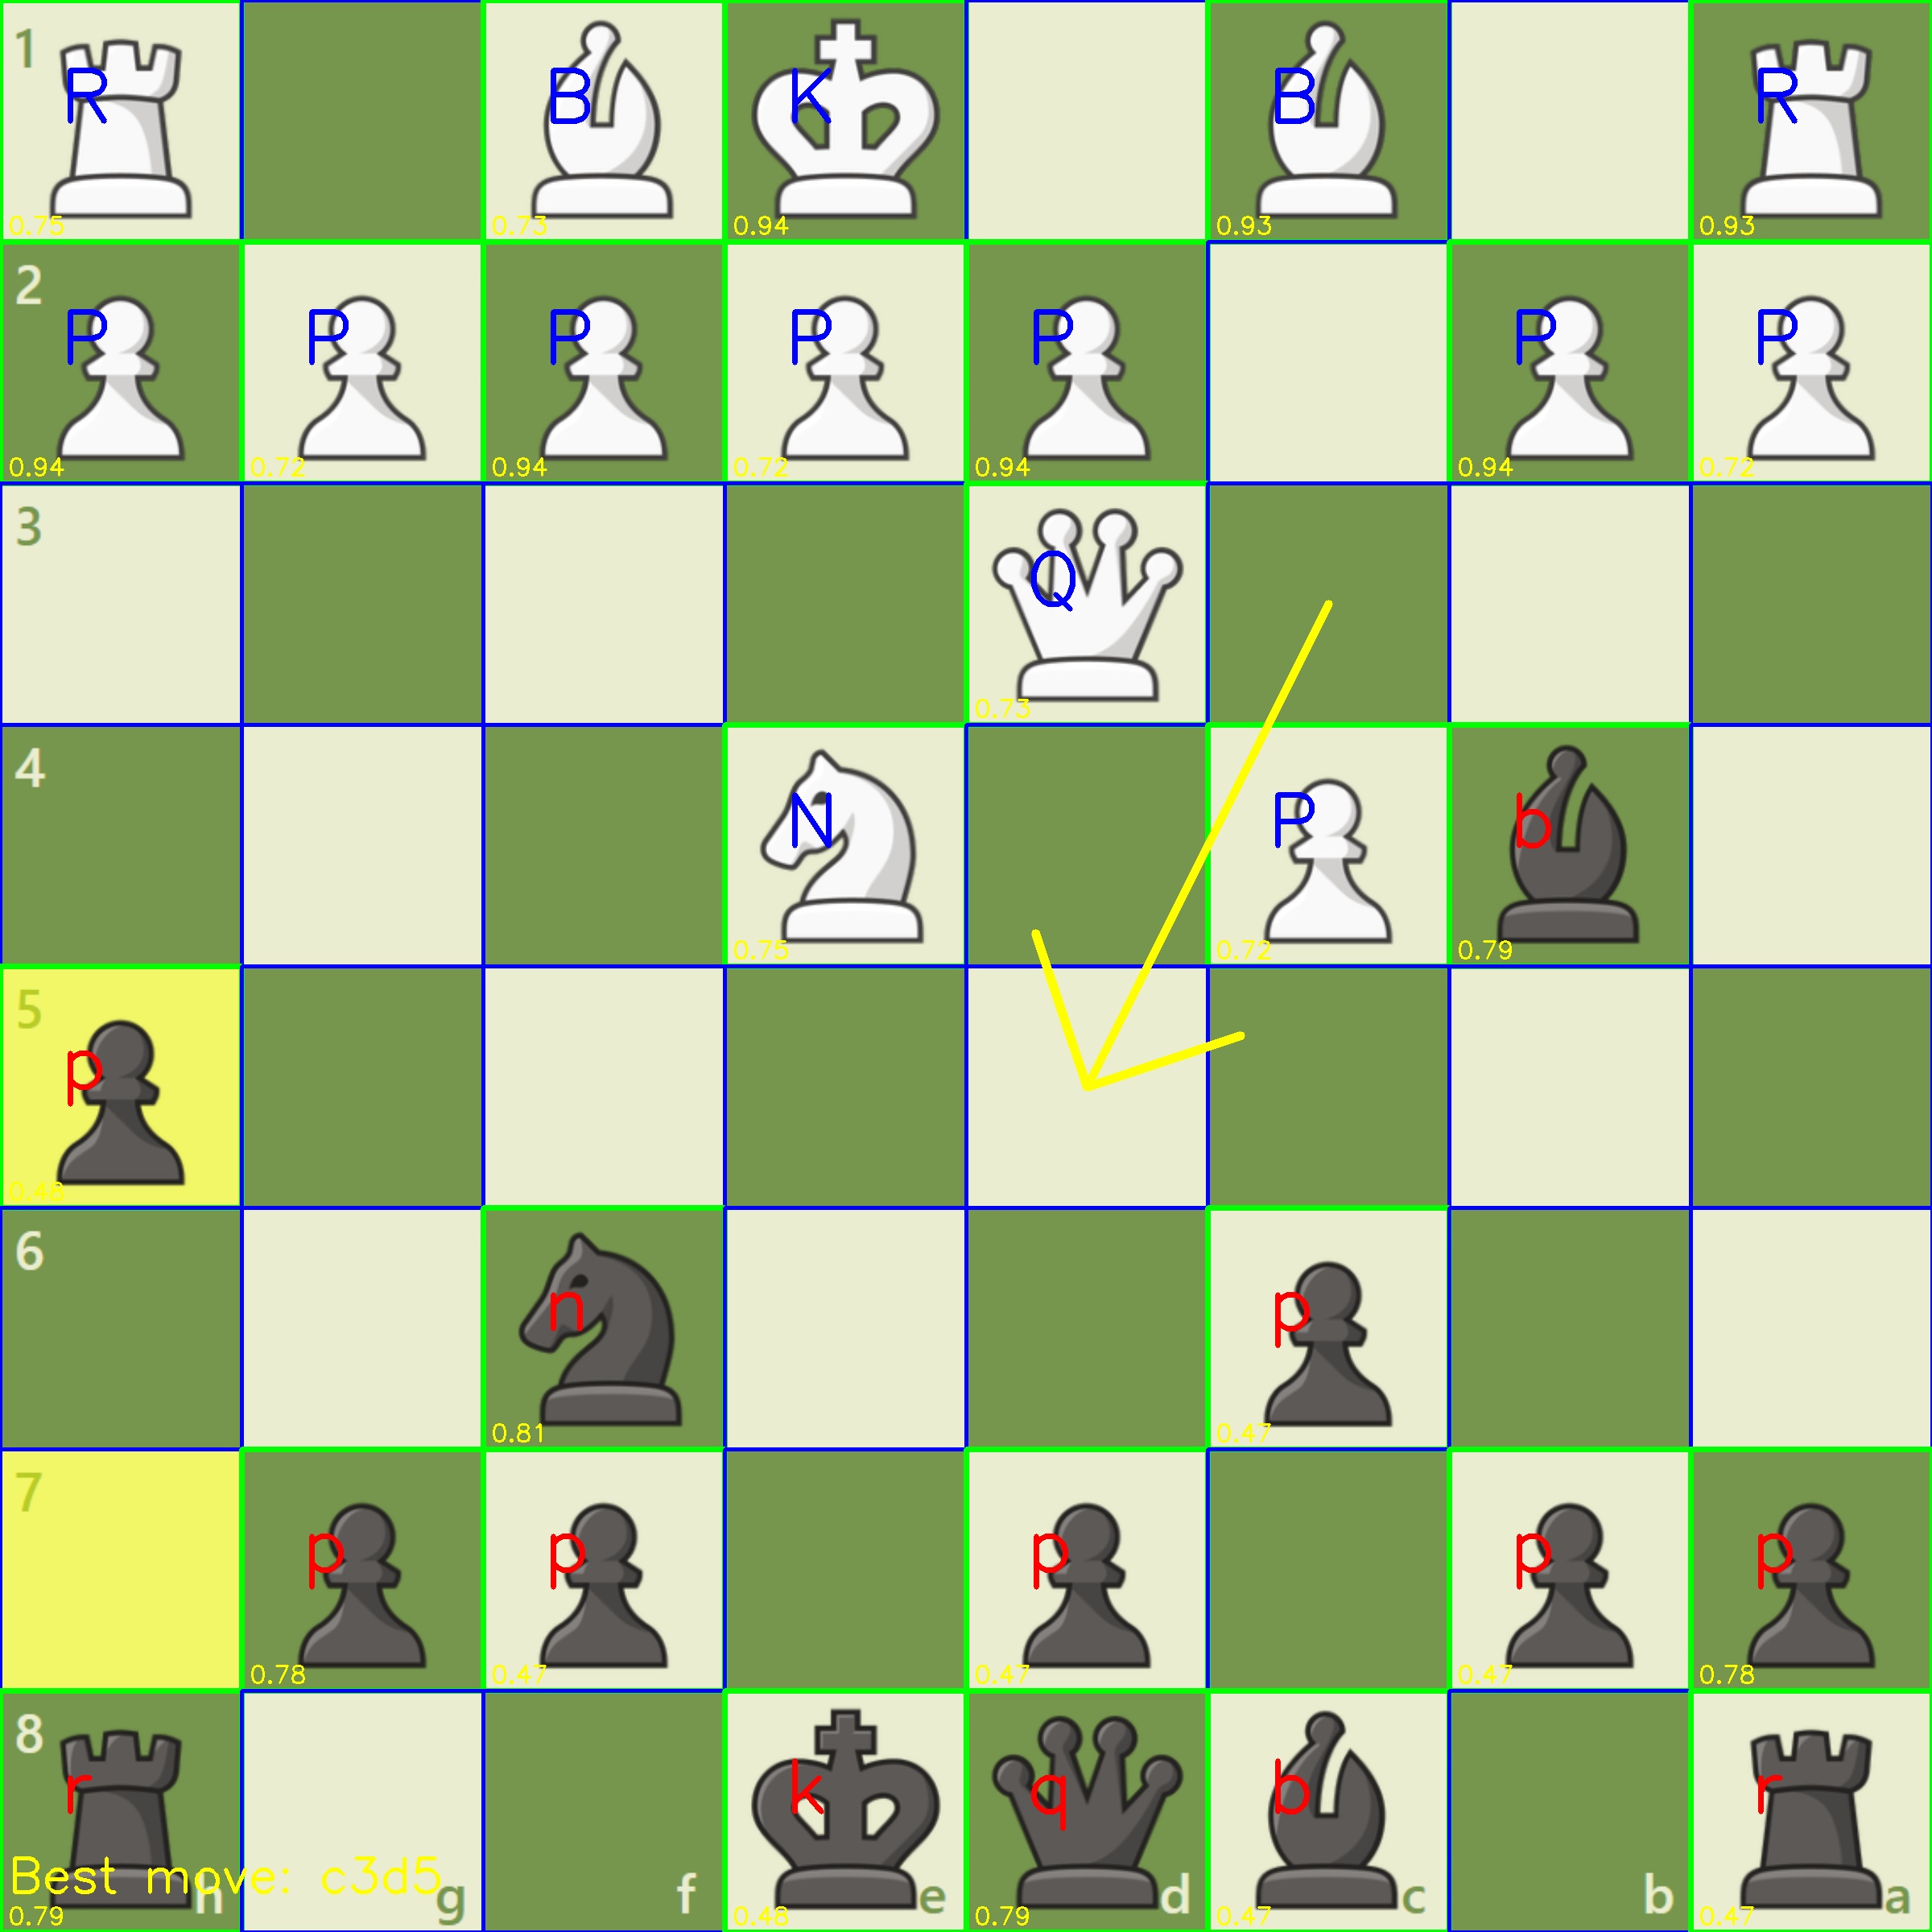 1 R B K B R
0.75 0.73 0.94 0.93 0.93
2 P P P P P P P
0.94 0.72 0.94 0.72 0.94 0.94 0.72
3 Q
0.73
4 N P b
0.75 0.72 0.79
5 p
0.48
6 n p
0.81 0.47
7 p p p p p
0.78 0.47 0.47 0.47 0.78
8 r k q b r
Best move: c3d5
h g f e d c b a
0.79 0.48 0.79 0.47 0.47